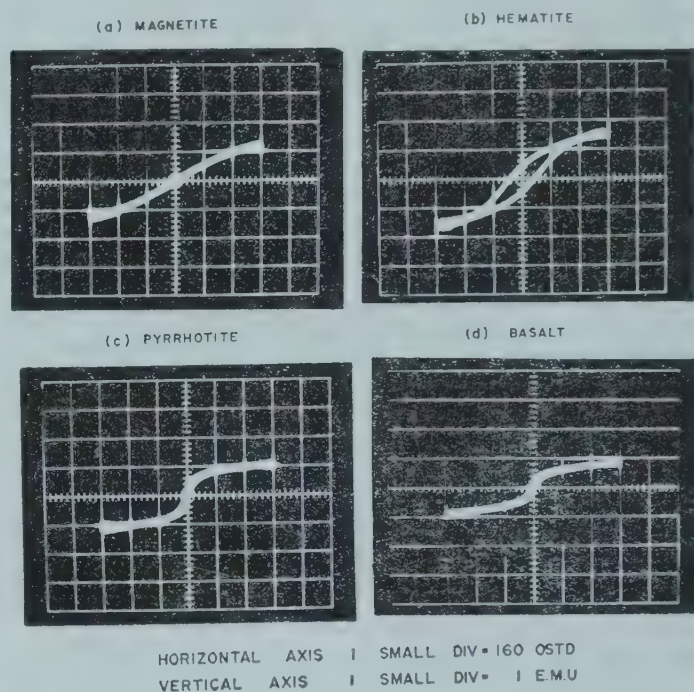 (a) MAGNETITE
(b) HEMATITE
(c) PYRRHOTITE
(d) BASALT
HORIZONTAL AXIS 1 SMALL DIV= 160 OSTD
VERTICAL AXIS 1 SMALL DIV= 1 E.M.U